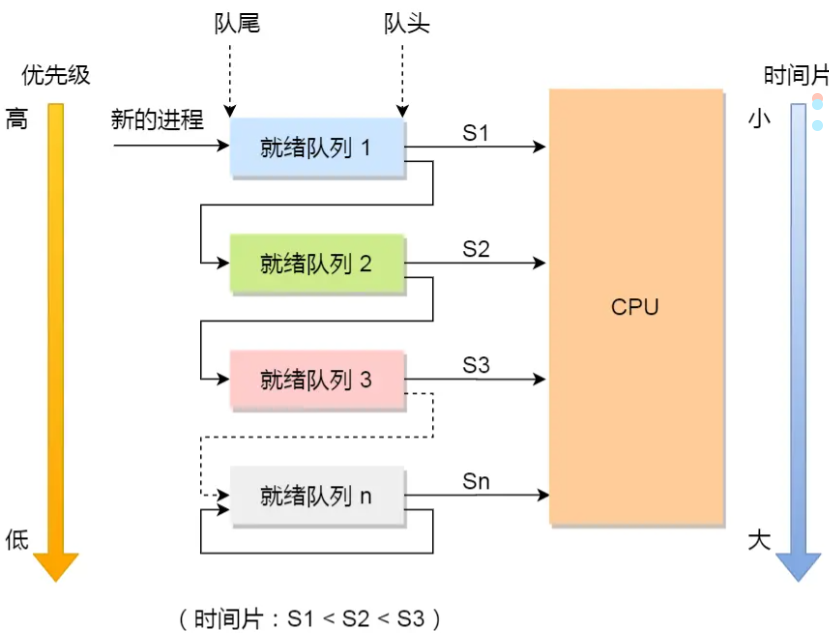 队尾
队头
优先级
时间片
高
新的进程
小
就绪队列 1
S1
就绪队列 2
S2
CPU
就绪队列 3
S3
就绪队列 n
Sn
低
大
（时间片：S1 < S2 < S3 ）